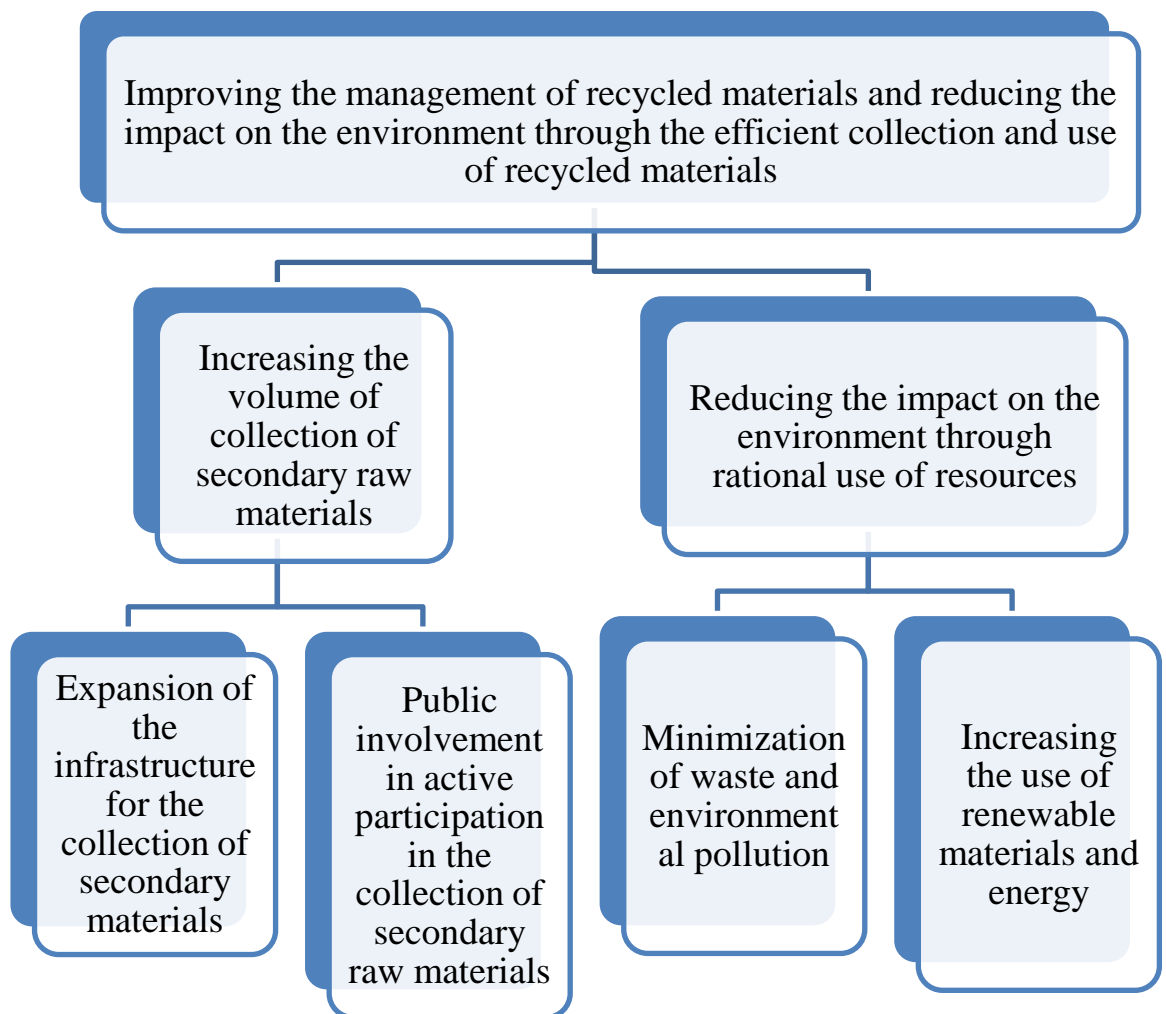 Improving the management of recycled materials and reducing the
impact on the environment through the efficient collection and use
of recycled materials
Increasing the
volume of
collection of
secondary raw
materials
Reducing the impact on the
environment through
rational use of resources
Expansion of
the
infrastructure
for the
collection of
secondary
materials
Public
involvement
in active
participation
in the
collection of
secondary
raw materials
Minimization
of waste and
environment
al pollution
Increasing
the use of
renewable
materials and
energy